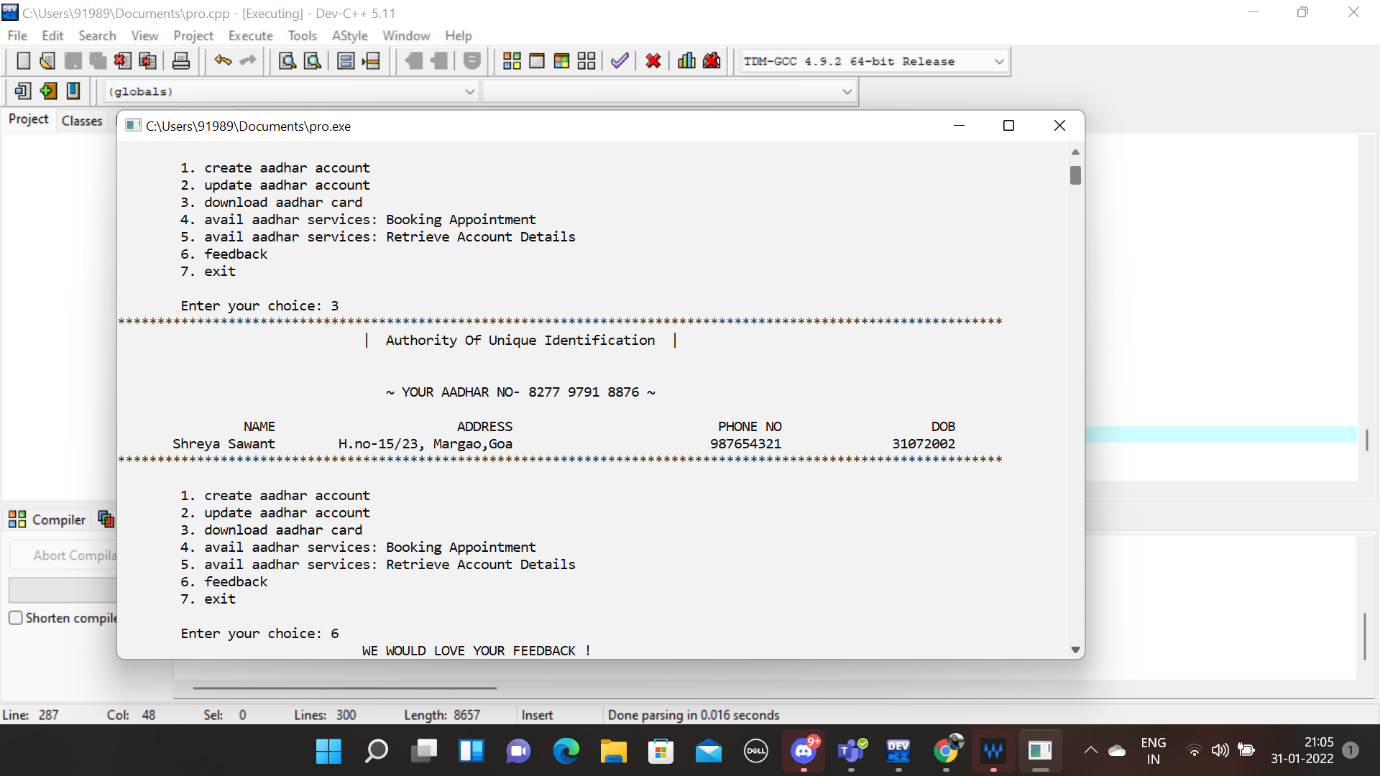 C:\Users\91989\Documents\pro.cpp - [Executing] - Dev-C++ 5.11
File Edit Search View Project Execute Tools AStyle Window Help
TDM-GCC 4.9.2 64-bit Release
(globals)
Project Classes
C:\Users\91989\Documents\pro.exe
1. create aadhar account
2. update aadhar account
3. download aadhar card
4. avail aadhar services: Booking Appointment
5. avail aadhar services: Retrieve Account Details
6. feedback
7. exit
Enter your choice: 3
****************************************************************************************************************
| Authority Of Unique Identification |
~ YOUR AADHAR NO- 8277 9791 8876 ~
NAME ADDRESS PHONE NO DOB
Shreya Sawant H.no-15/23, Margao,Goa 987654321 31072002
****************************************************************************************************************
1. create aadhar account
2. update aadhar account
3. download aadhar card
4. avail aadhar services: Booking Appointment
5. avail aadhar services: Retrieve Account Details
6. feedback
7. exit
Enter your choice: 6
WE WOULD LOVE YOUR FEEDBACK !
Compiler
Abort Compila
Shorten compile
Line: 287 Col: 48 Sel: 0 Lines: 300 Length: 8657 Insert Done parsing in 0.016 seconds
DELL 9+ DEV C++ ENG IN 21:05 31-01-2022 1